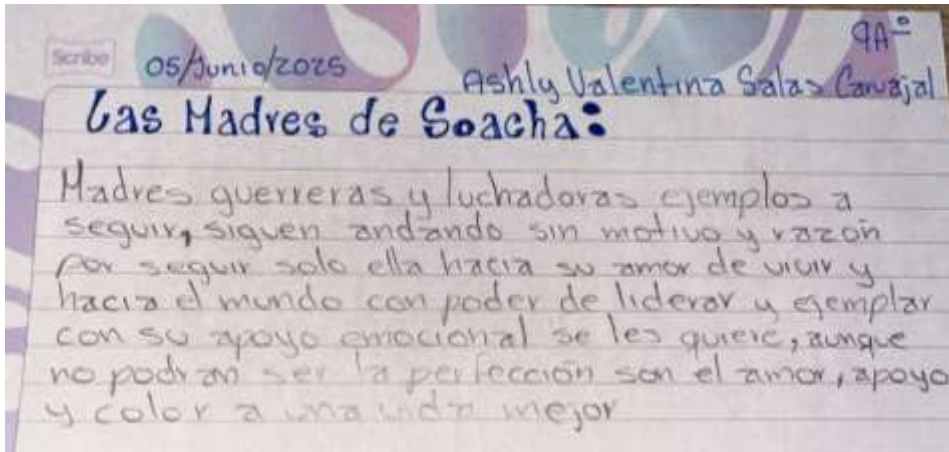 9A°
Scribe
05/Junio/2025
Ashly Valentina Salas Carvajal
Las Madres de Soacha:
Madres guerreras y luchadoras ejemplos a
seguir, siguen andando sin motivo y razón
por seguir solo ella hacia su amor de vivir y
hacia el mundo con poder de liderar y ejemplar
con su apoyo emocional se les quiere, aunque
no podran ser la perfección son el amor, apoyo
y color a una vida mejor